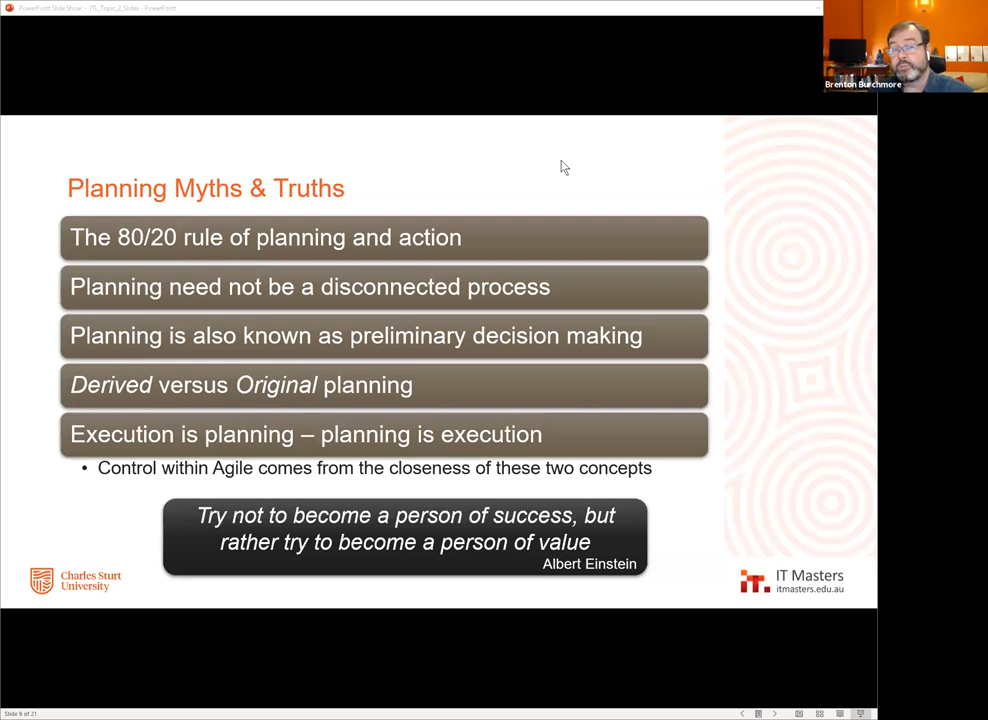 PowerPoint Slide Show - ITL_Topic_2_Slides - PowerPoint
Brenton Burchmore
Planning Myths & Truths
The 80/20 rule of planning and action
Planning need not be a disconnected process
Planning is also known as preliminary decision making
Derived versus Original planning
Execution is planning – planning is execution
• Control within Agile comes from the closeness of these two concepts
Try not to become a person of success, but
rather try to become a person of value
Albert Einstein
Charles Sturt
University
IT Masters
itmasters.edu.au
Slide 9 of 21